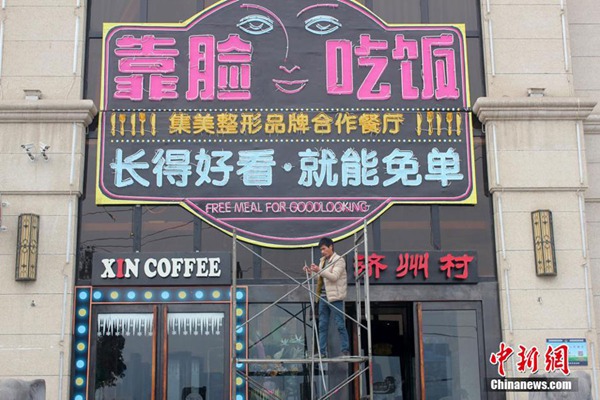 靠脸 吃饭
集美整形品牌合作餐厅
长得好看·就能免单
FREE MEAL FOR GOODLOOKING
XIN COFFEE
济州村
中新网
Chinanews.com